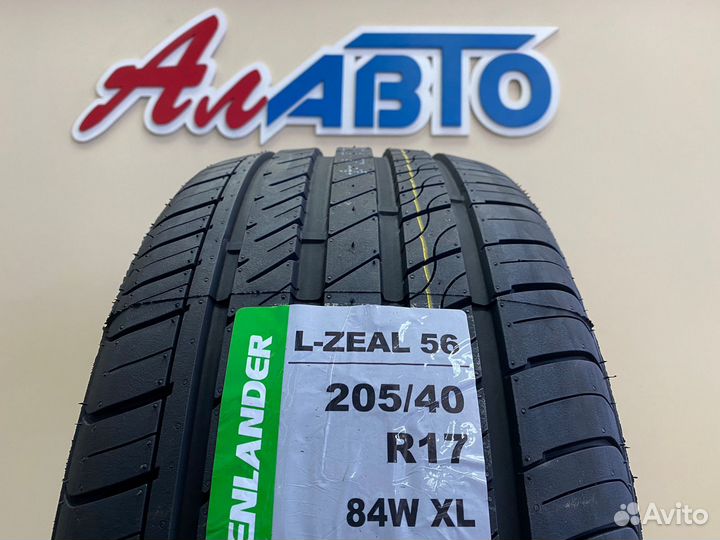 АлАВТО
L-ZEAL 56
205/40
R17
84W XL
ENLANDER
Avito